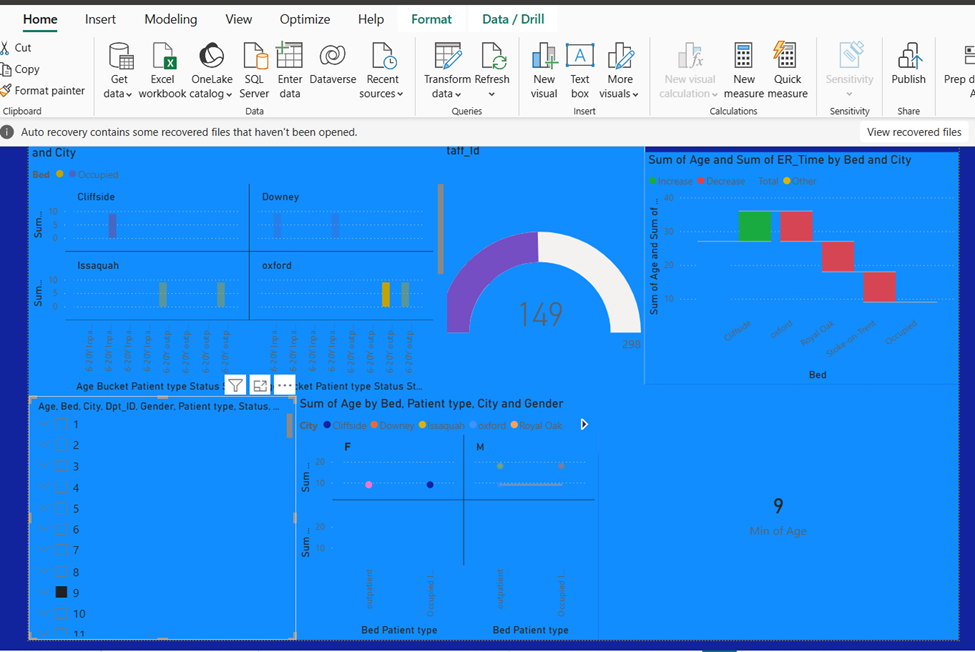 Home Insert Modeling View Optimize Help Format Data / Drill
Cut
Copy
Format painter
Clipboard
Get data
Excel workbook
OneLake catalog
SQL Server
Enter data
Dataverse
Recent sources
Data
Transform data
Refresh
Queries
New visual
Text box
More visuals
Insert
New visual calculation
New measure
Quick measure
Calculations
Sensitivity
Sensitivity
Publish
Share
Prep d
Auto recovery contains some recovered files that haven't been opened.
View recovered files
and City
Bed Occupied
Cliffside Downey
Sum...
10
5
0
Issaquah oxford
Sum...
10
5
0
Age Bucket Patient type Status
cket Patient type Status St...
taff_Id
149
298
Sum of Age and Sum of ER_Time by Bed and City
Increase Decrease Total Other
Sum of Age and Sum of ...
40
30
20
10
Cliffside oxford Royal Oak Stoke-on-Trent Occupied
Bed
Age, Bed, City, Dpt_ID, Gender, Patient type, Status, ...
1
2
3
4
5
6
7
8
9
10
11
Sum of Age by Bed, Patient type, City and Gender
City Cliffside Downey Issaquah oxford Royal Oak
F M
Sum ...
20
10
Sum ...
20
10
outpatient Occupied I... outpatient Occupied I...
Bed Patient type Bed Patient type
9
Min of Age